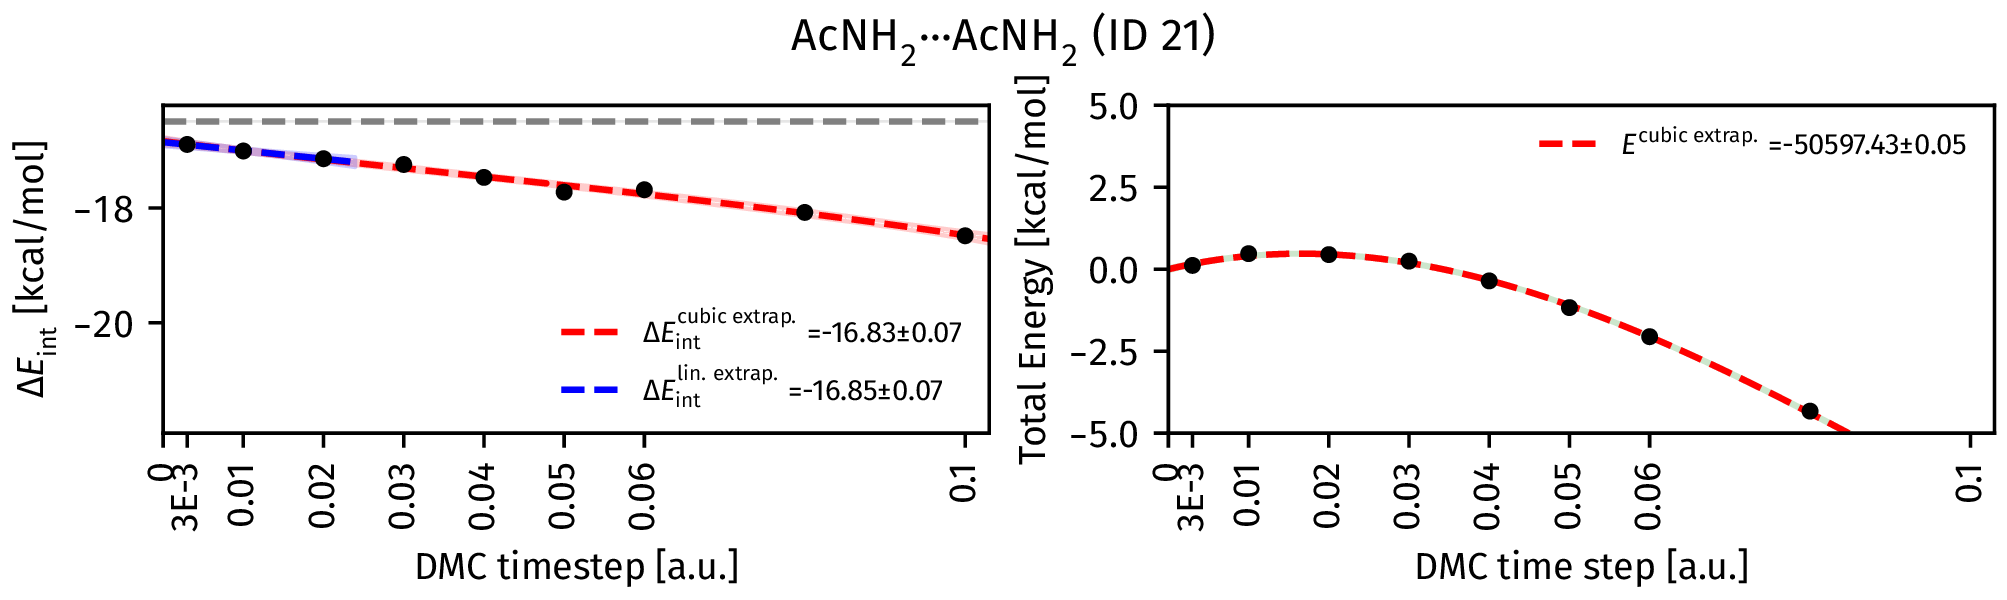 AcNH2···AcNH2 (ID 21)
ΔEint [kcal/mol]
−18
−20
ΔEint cubic extrap. =-16.83±0.07
ΔEint lin. extrap. =-16.85±0.07
0
3E-3
0.01
0.02
0.03
0.04
0.05
0.06
0.1
DMC timestep [a.u.]
Total Energy [kcal/mol]
5.0
2.5
0.0
−2.5
−5.0
E cubic extrap. =-50597.43±0.05
0
3E-3
0.01
0.02
0.03
0.04
0.05
0.06
0.1
DMC time step [a.u.]